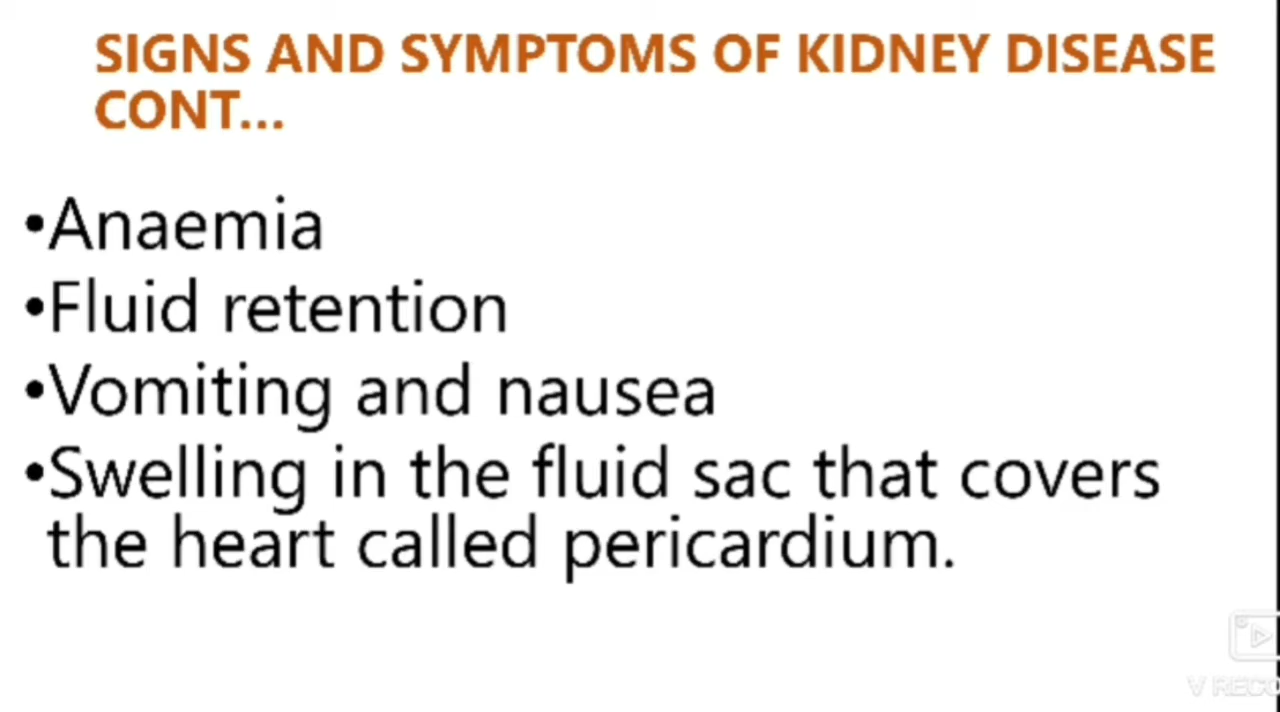 SIGNS AND SYMPTOMS OF KIDNEY DISEASE
CONT...
•Anaemia
•Fluid retention
•Vomiting and nausea
•Swelling in the fluid sac that covers
the heart called pericardium.
V RECO